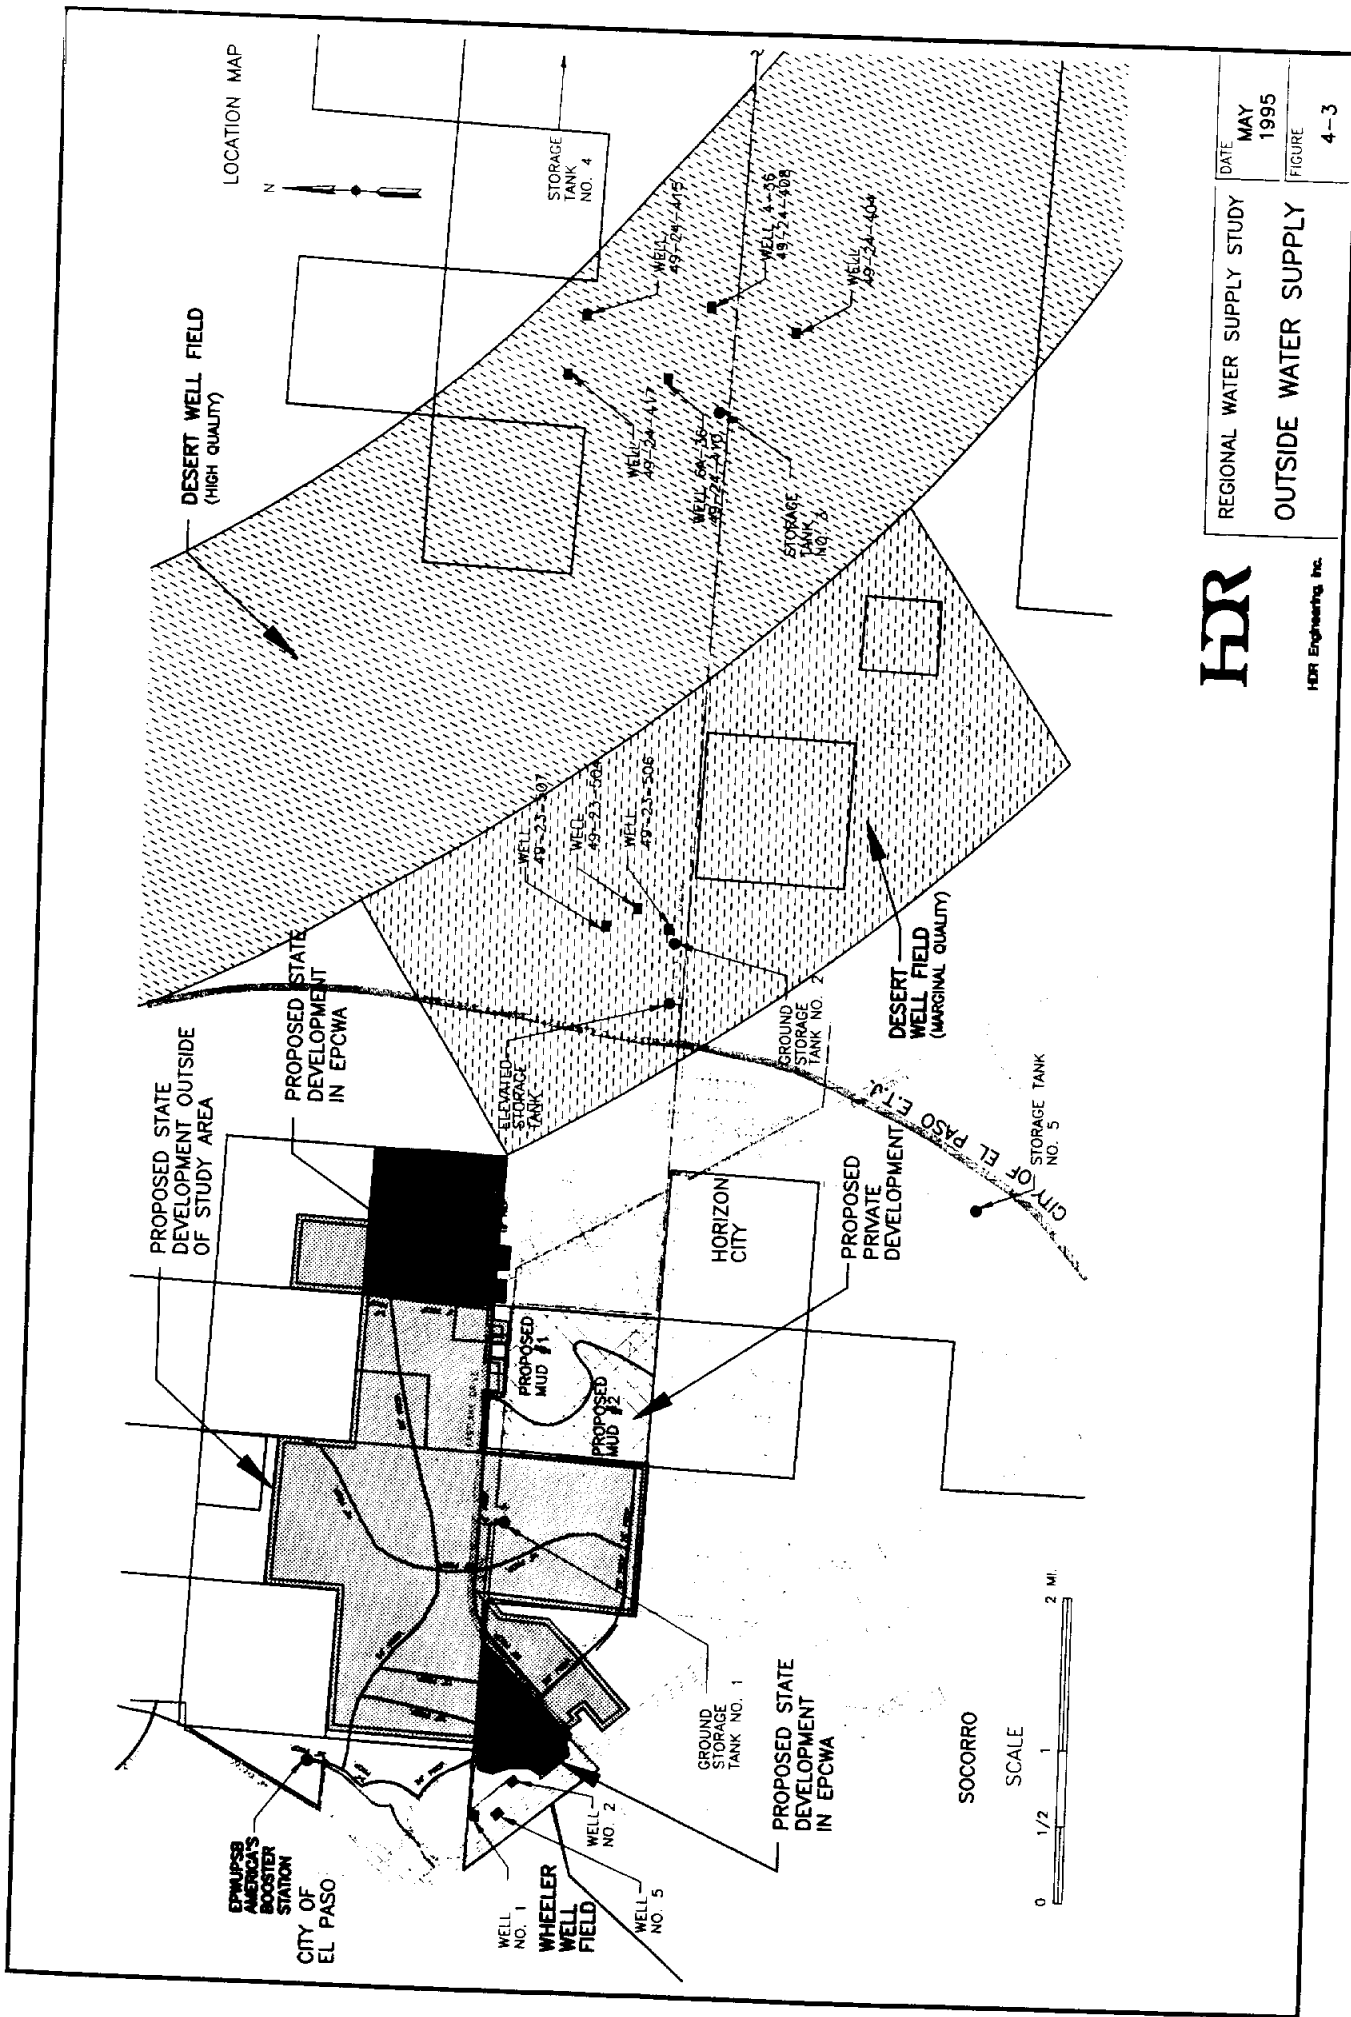 LOCATION MAP
N
STORAGE
TANK
NO. 4
DESERT WELL FIELD
(HIGH QUALITY)
WELL
49-24-415
WELL 4-36
49-24-408
WELL
49-24-404
WELL
49-24-417
WELL 6A-36
STORAGE
TANK
NO. 3
WELL
49-23-507
WELL
WELL
49-23-506
PROPOSED STATE
DEVELOPMENT OUTSIDE
OF STUDY AREA
PROPOSED STATE
DEVELOPMENT
IN EPCWA
ELEVATED
STORAGE
TANK
GROUND
STORAGE
TANK NO. 2
DESERT
WELL FIELD
(MARGINAL QUALITY)
CITY OF EL PASO E.T.J.
STORAGE TANK
NO. 5
HORIZON
CITY
PROPOSED
PRIVATE
DEVELOPMENT
PROPOSED
MUD #1
PROPOSED
MUD #2
EPWUPSB
AMERICA'S
BOOSTER
STATION
CITY OF
EL PASO
WELL
NO. 1
WHEELER
WELL
FIELD
WELL
NO. 2
WELL
NO. 5
GROUND
STORAGE
TANK NO. 1
PROPOSED STATE
DEVELOPMENT
IN EPCWA
SOCORRO
SCALE
0 1/2 1 2 MI.
HDR
HDR Engineering, Inc.
REGIONAL WATER SUPPLY STUDY
OUTSIDE WATER SUPPLY
DATE
MAY
1995
FIGURE
4-3